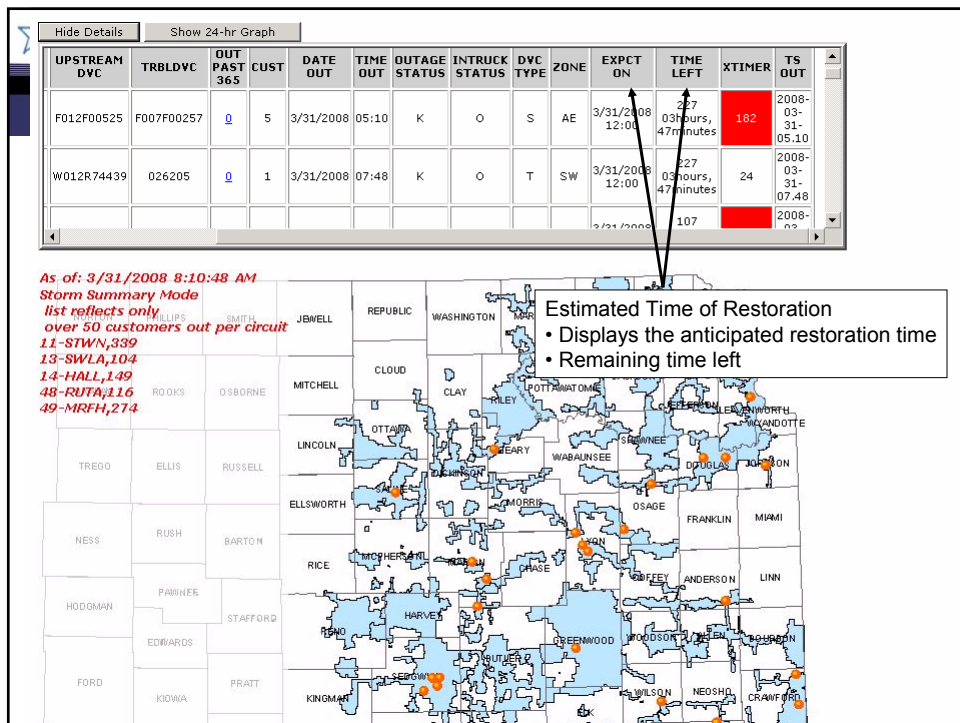 Hide Details Show 24-hr Graph
UPSTREAM DVC TRBLDVC OUT PAST 365 CUST DATE OUT TIME OUT OUTAGE STATUS INTRUCK STATUS DVC TYPE ZONE EXPCT ON TIME LEFT XTIMER TS OUT
F012F00525 F007F00257 0 5 3/31/2008 05:10 K O S AE 3/31/2008 12:00 227 03hours, 47minutes 182 2008-03-31-05.10
W012R74439 026205 0 1 3/31/2008 07:48 K O T SW 3/31/2008 12:00 227 03hours, 47minutes 24 2008-03-31-07.48
3/31/2008 107 2008-03-
As of: 3/31/2008 8:10:48 AM
Storm Summary Mode
list reflects only
over 50 customers out per circuit
11-STWN,339
13-SWLA,104
14-HALL,149
48-RUTA,116
49-MRFH,274
Estimated Time of Restoration
• Displays the anticipated restoration time
• Remaining time left
NORTON PHILLIPS SMITH JEWELL REPUBLIC WASHINGTON MAR
ROOKS OSBORNE MITCHELL CLOUD CLAY RILEY POTTAWATOMIE JEFFERSON LEAVENWORTH WYANDOTTE
TREGO ELLIS RUSSELL LINCOLN OTTAWA DICKINSON GEARY WABAUNSEE SHAWNEE DOUGLAS JOHNSON
ELLSWORTH SALINE MORRIS OSAGE FRANKLIN MIAMI
NESS RUSH BARTON RICE MCPHERSON MARION CHASE LYON COFFEY ANDERSON LINN
HODGMAN PAWNEE STAFFORD RENO HARVEY GREENWOOD WOODSON ALLEN BOURBON
EDWARDS BUTLER
FORD KIOWA PRATT KINGMAN SEDGWICK ELK WILSON NEOSHO CRAWFORD